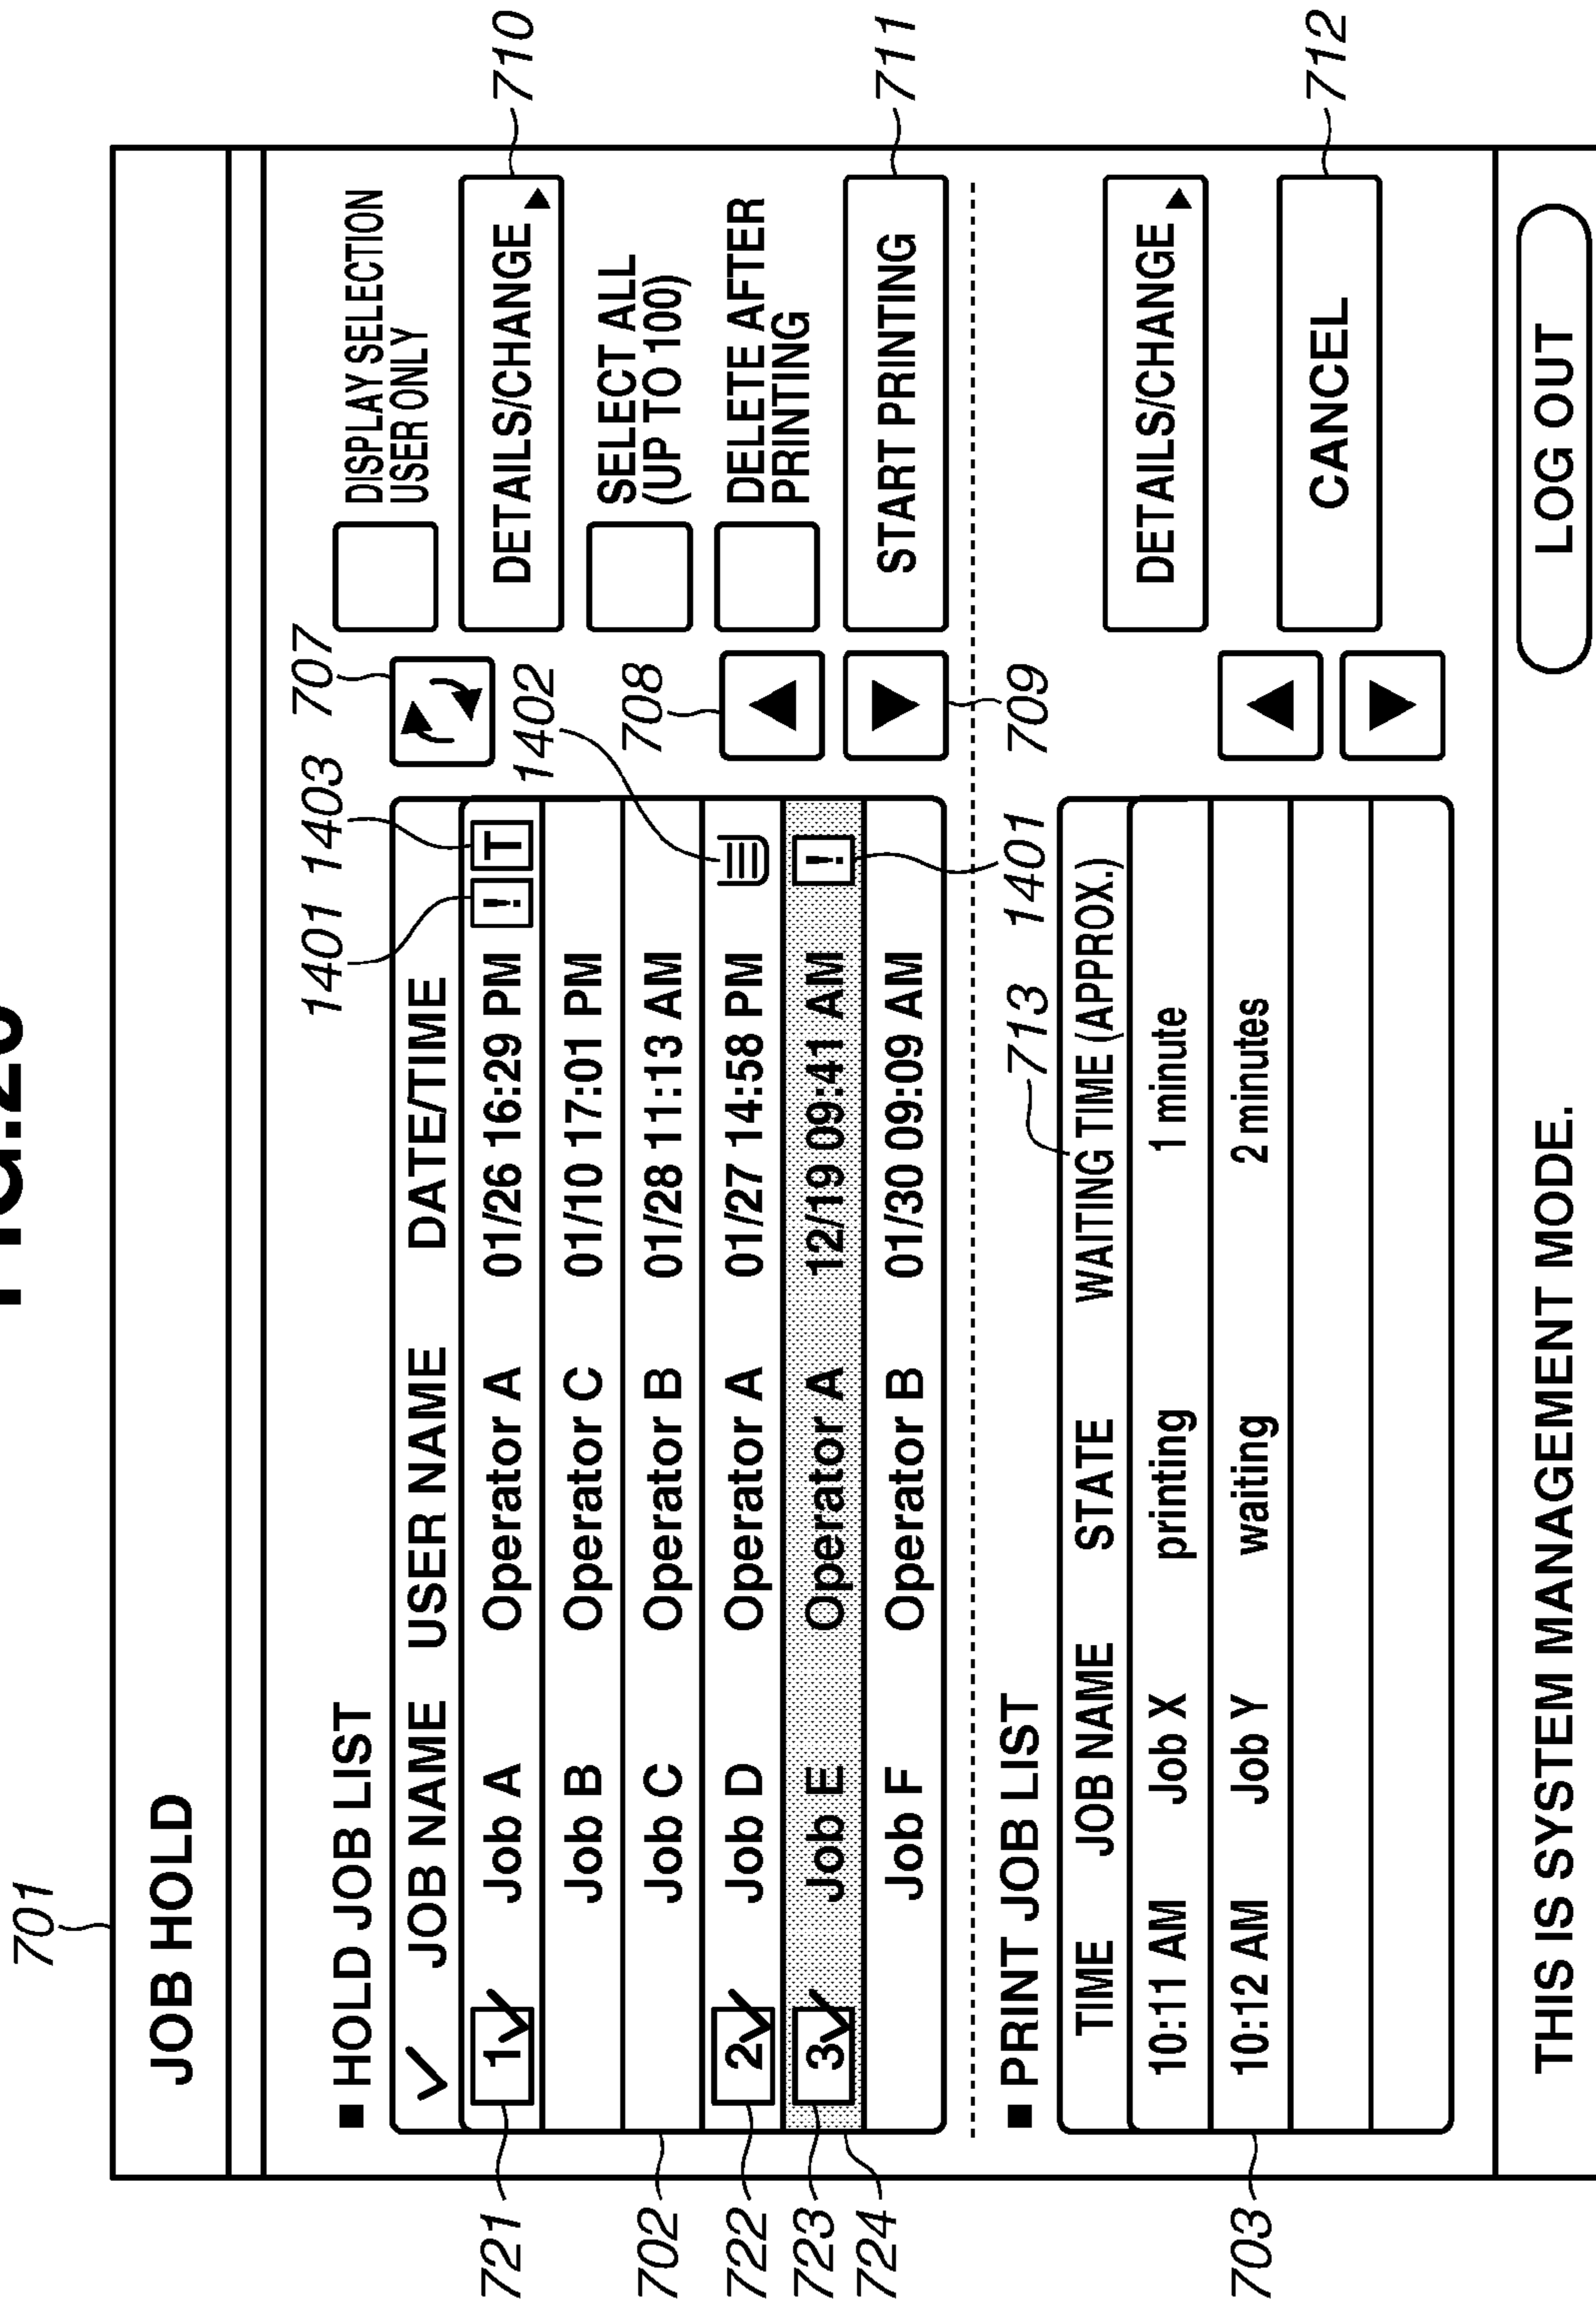 701
JOB HOLD
■ HOLD JOB LIST
1401 1403 707
DISPLAY SELECTION
USER ONLY
✓ JOB NAME USER NAME DATE/TIME
721 1✓ Job A Operator A 01/26 16:29 PM ! T
DETAILS/CHANGE ▶ 710
1402
702
Job B Operator C 01/10 17:01 PM
Job C Operator B 01/28 11:13 AM
SELECT ALL
(UP TO 100)
708
722 2✓ Job D Operator A 01/27 14:58 PM
DELETE AFTER
PRINTING
723 3✓ Job E Operator A 12/19 09:41 AM !
724
Job F Operator B 01/30 09:09 AM
START PRINTING 711
■ PRINT JOB LIST
713 1401 709
TIME JOB NAME STATE WAITING TIME (APPROX.)
10:11 AM Job X printing 1 minute
DETAILS/CHANGE ▶
703 10:12 AM Job Y waiting 2 minutes
CANCEL 712
THIS IS SYSTEM MANAGEMENT MODE.
LOG OUT